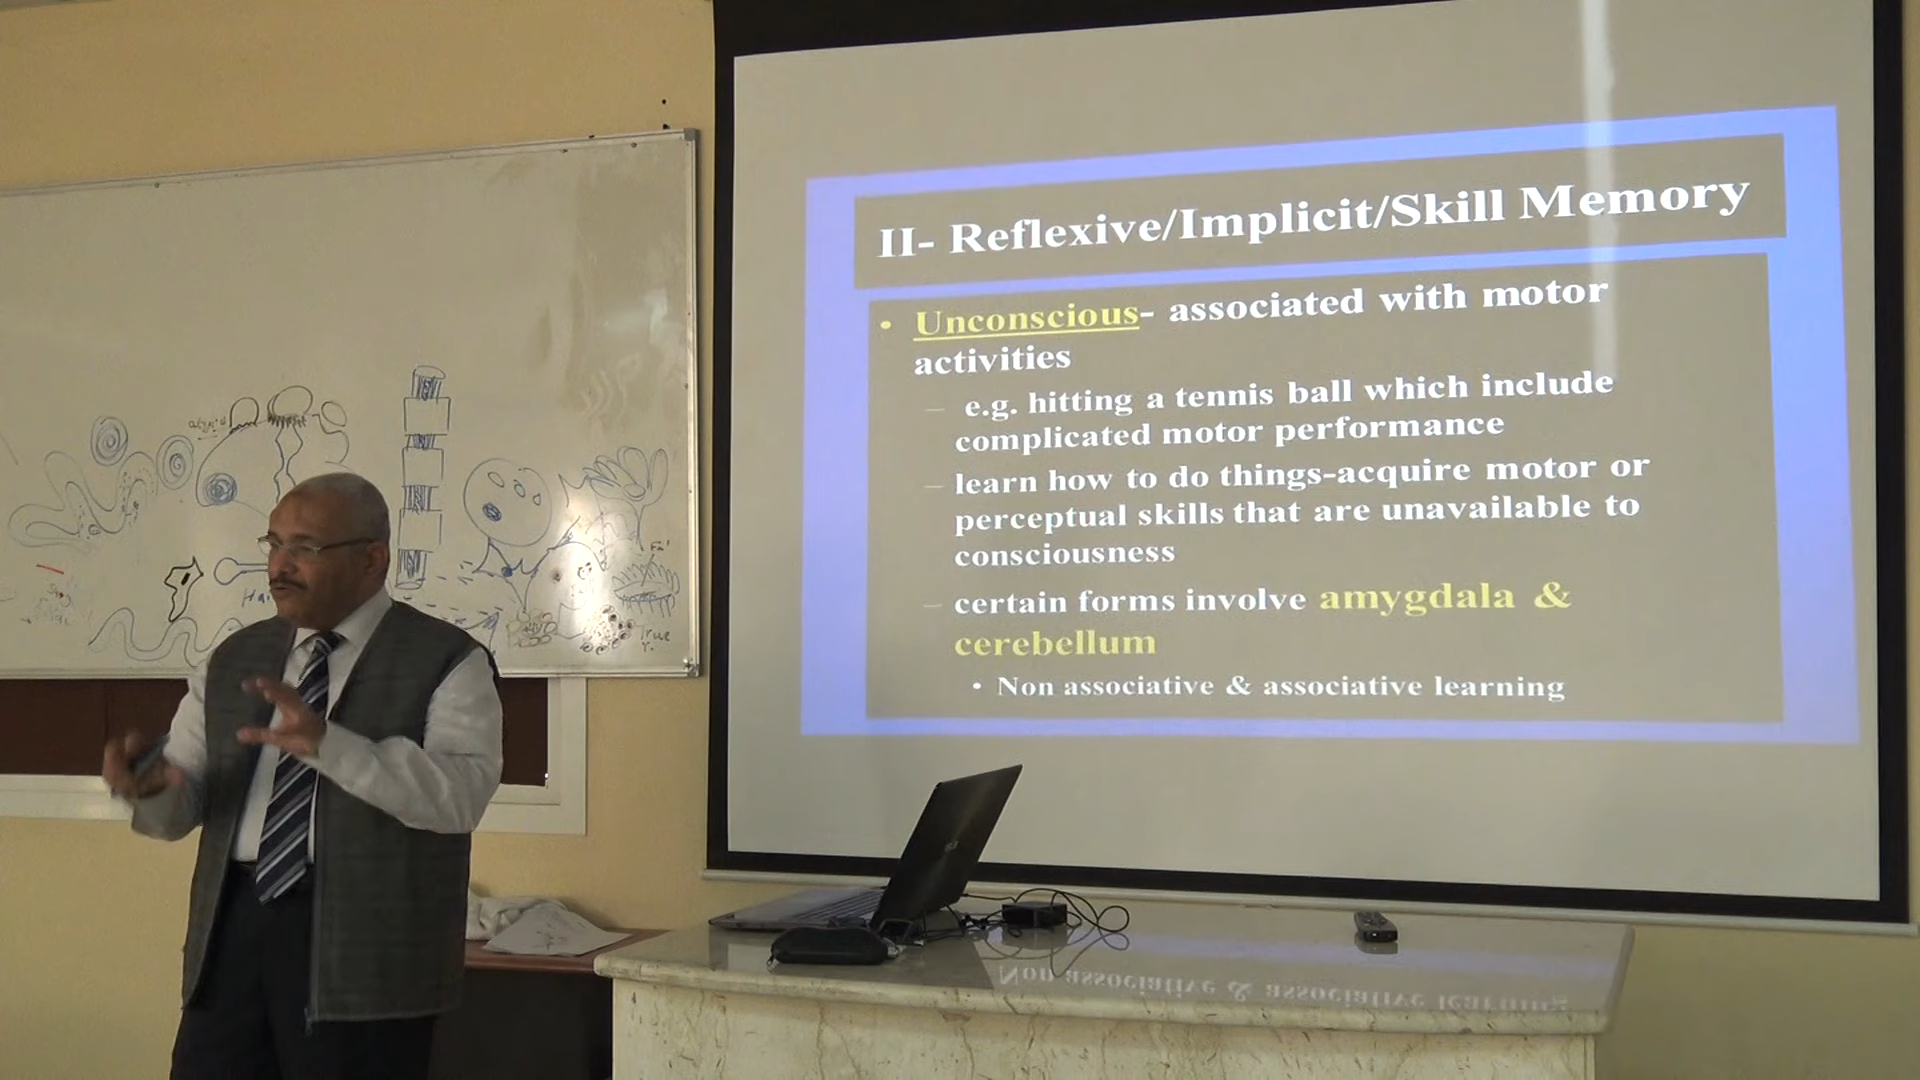 II- Reflexive/Implicit/Skill Memory
• Unconscious- associated with motor
activities
– e.g. hitting a tennis ball which include
complicated motor performance
– learn how to do things-acquire motor or
perceptual skills that are unavailable to
consciousness
– certain forms involve amygdala &
cerebellum
• Non associative & associative learning
True
Y.